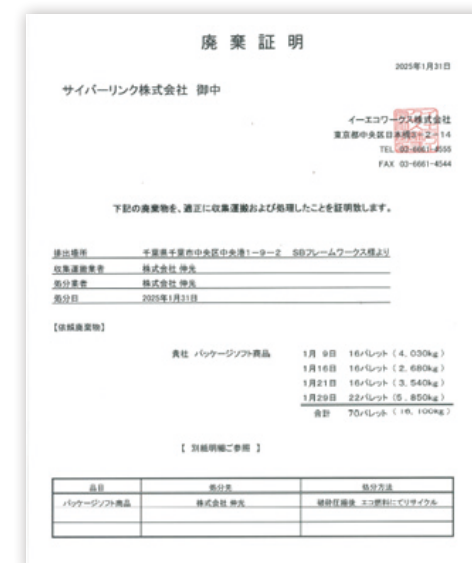 廃棄証明
2025年1月31日
サイバーリンク株式会社 御中
イーエコワークス株式会社
東京都中央区日本橋3-2-14
TEL 03-6661-4555
FAX 03-6661-4544
下記の廃棄物を、適正に収集運搬および処理したことを証明致します。
排出場所 千葉県千葉市中央区中央港1-9-2 SBフレームワークス様より
収集運搬業者 株式会社 伸光
処分業者 株式会社 伸光
処分日 2025年1月31日
【依頼廃棄物】
貴社 パッケージソフト商品 1月 9日 16パレット (4,030kg)
1月16日 16パレット (2,680kg)
1月21日 16パレット (3,540kg)
1月29日 22パレット (5,850kg)
合計 70パレット (16,100kg)
【 別紙明細ご参照 】
品目 処分先 処分方法
パッケージソフト商品 株式会社 伸光 破砕圧縮後 エコ燃料にてリサイクル